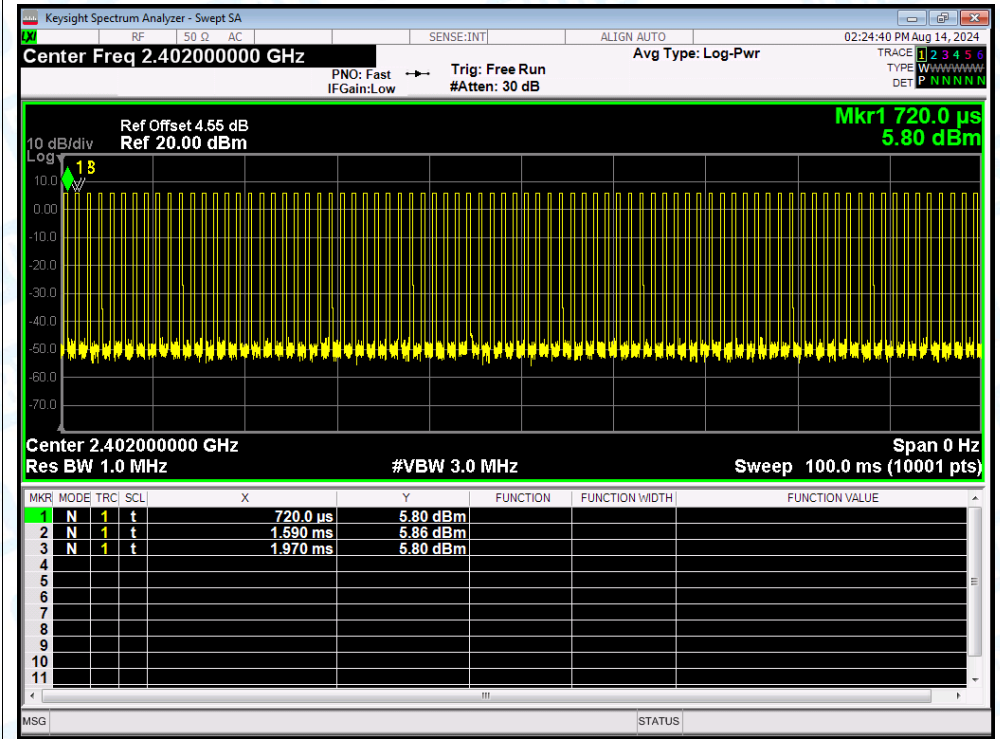 Keysight Spectrum Analyzer - Swept SA
LXI RF 50 Ω AC SENSE:INT ALIGN AUTO 02:24:40 PM Aug 14, 2024
Center Freq 2.402000000 GHz Avg Type: Log-Pwr TRACE 1 2 3 4 5 6
PNO: Fast Trig: Free Run TYPE WWWWWW
IFGain:Low #Atten: 30 dB DET P N N N N N
Mkr1 720.0 µs
Ref Offset 4.55 dB
10 dB/div Ref 20.00 dBm 5.80 dBm
Log
1 3
10.0
0.00
-10.0
-20.0
-30.0
-40.0
-50.0
-60.0
-70.0
Center 2.402000000 GHz Span 0 Hz
Res BW 1.0 MHz #VBW 3.0 MHz Sweep 100.0 ms (10001 pts)
MKR MODE TRC SCL X Y FUNCTION FUNCTION WIDTH FUNCTION VALUE
1 N 1 t 720.0 µs 5.80 dBm
2 N 1 t 1.590 ms 5.86 dBm
3 N 1 t 1.970 ms 5.80 dBm
4
5
6
7
8
9
10
11
MSG STATUS